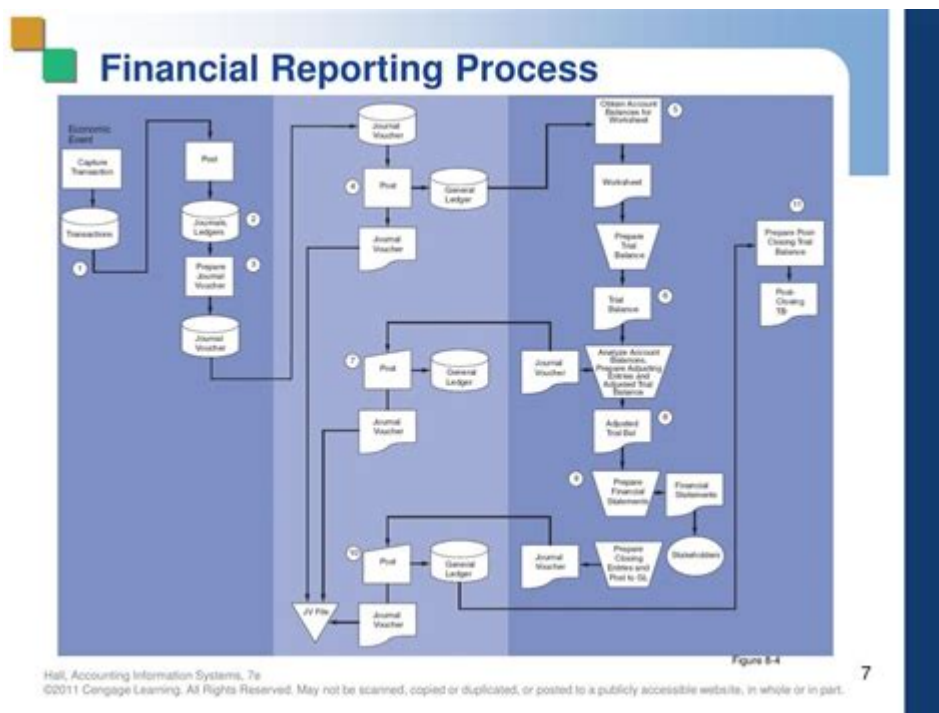 Financial Reporting Process
Economic
Event
Capture
Transaction
Transactions
1
Post
Journals,
Ledgers
2
Prepare
Journal
Voucher
3
Journal
Voucher
Journal
Voucher
4
Post
General
Ledger
Journal
Voucher
7
Post
General
Ledger
Journal
Voucher
10
Post
General
Ledger
Journal
Voucher
JV File
Obtain Account
Balances for
Worksheet
5
Worksheet
Prepare
Trial
Balance
Trial
Balance
6
Analyze Account
Balances,
Prepare Adjusting
Entries and
Adjusted Trial
Balance
Journal
Voucher
Adjusted
Trial Bal
8
9
Prepare
Financial
Statements
Financial
Statements
Stakeholders
Prepare
Closing
Entries and
Post to GL
Journal
Voucher
11
Prepare Post-
Closing Trial
Balance
Post-
Closing
TB
Figure 8-4
Hall, Accounting Information Systems, 7e
©2011 Cengage Learning. All Rights Reserved. May not be scanned, copied or duplicated, or posted to a publicly accessible website, in whole or in part.
7